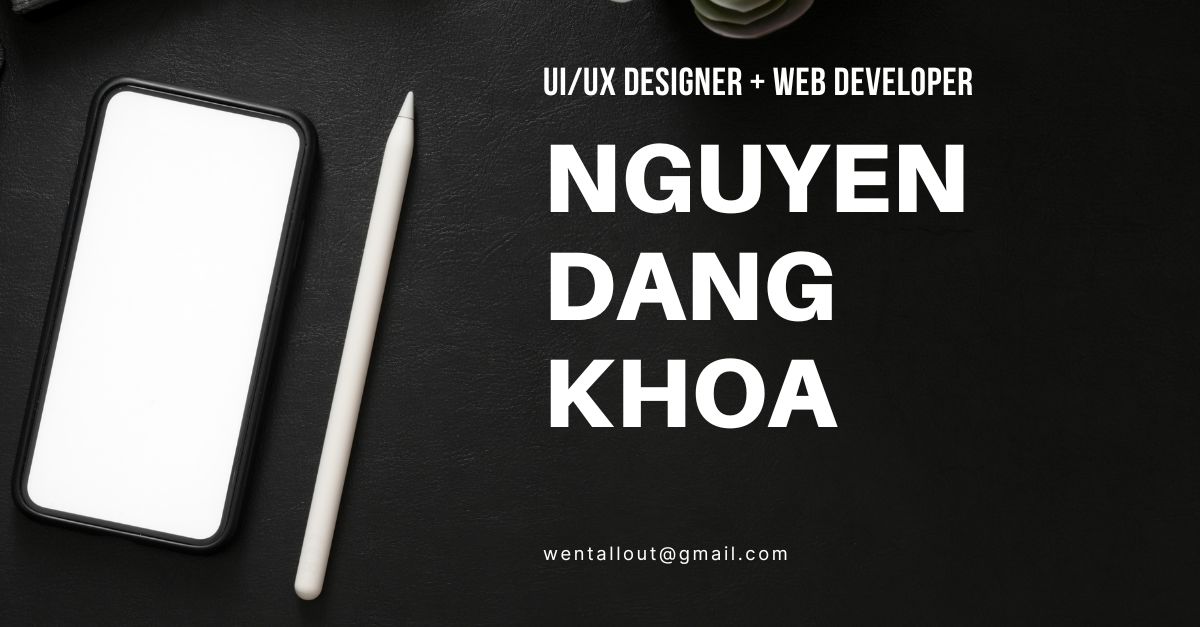 UI/UX DESIGNER + WEB DEVELOPER
NGUYEN
DANG
KHOA
wentallout@gmail.com